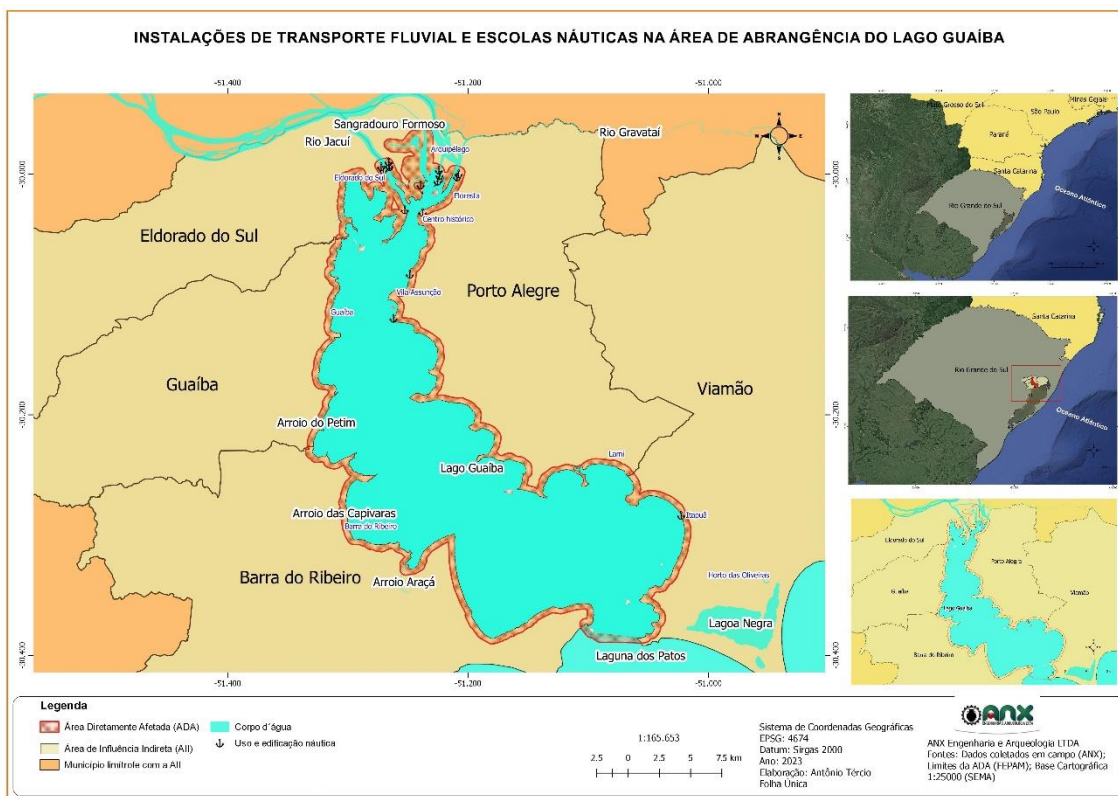 INSTALAÇÕES DE TRANSPORTE FLUVIAL E ESCOLAS NÁUTICAS NA ÁREA DE ABRANGÊNCIA DO LAGO GUAÍBA
-51.400
-51.200
-51.000
-30.000
-30.200
-30.400
-30.000
-30.200
-30.400
-51.400
-51.200
-51.000
Sangradouro Formoso
Rio Jacuí
Arquipélago
Rio Gravataí
Eldorado do Sul
Floresta
Centro histórico
Eldorado do Sul
Vila Assunção
Porto Alegre
Guaíba
Guaíba
Viamão
Arroio do Petim
Lago Guaíba
Lami
Arroio das Capivaras
Barra do Ribeiro
Itapuã
Barra do Ribeiro
Arroio Araçá
Horto das Oliveiras
Lagoa Negra
Laguna dos Patos
Mato Grosso do Sul
São Paulo
Minas Gerais
Paraná
Santa Catarina
Rio Grande do Sul
Oceano Atlântico
Santa Catarina
Rio Grande do Sul
Oceano Atlântico
Eldorado do Sul
Porto Alegre
Guaíba
Viamão
Lago Guaíba
Barra do Ribeiro
Legenda
Área Diretamente Afetada (ADA)
Área de Influência Indireta (AII)
Município limítrofe com a AII
Corpo d´água
Uso e edificação náutica
1:165.653
2.5 0 2.5 5 7.5 km
Sistema de Coordenadas Geográficas
EPSG: 4674
Datum: Sirgas 2000
Ano: 2023
Elaboração: Antônio Tércio
Folha Única
ANX
ANX Engenharia e Arqueologia LTDA
Fontes: Dados coletados em campo (ANX);
Limites da ADA (FEPAM); Base Cartográfica
1:25000 (SEMA)